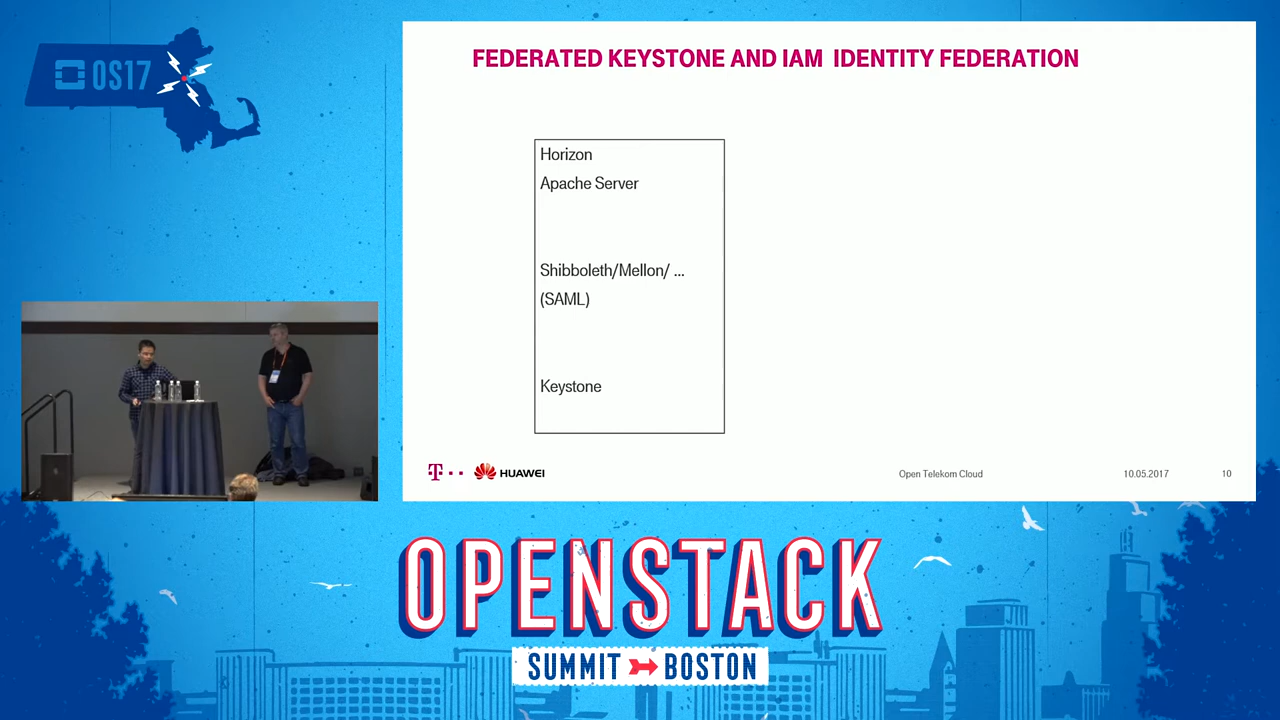 OS17
FEDERATED KEYSTONE AND IAM IDENTITY FEDERATION
Horizon
Apache Server
Shibboleth/Mellon/ ...
(SAML)
Keystone
T
HUAWEI
Open Telekom Cloud
10.05.2017
10
OPENSTACK
SUMMIT BOSTON